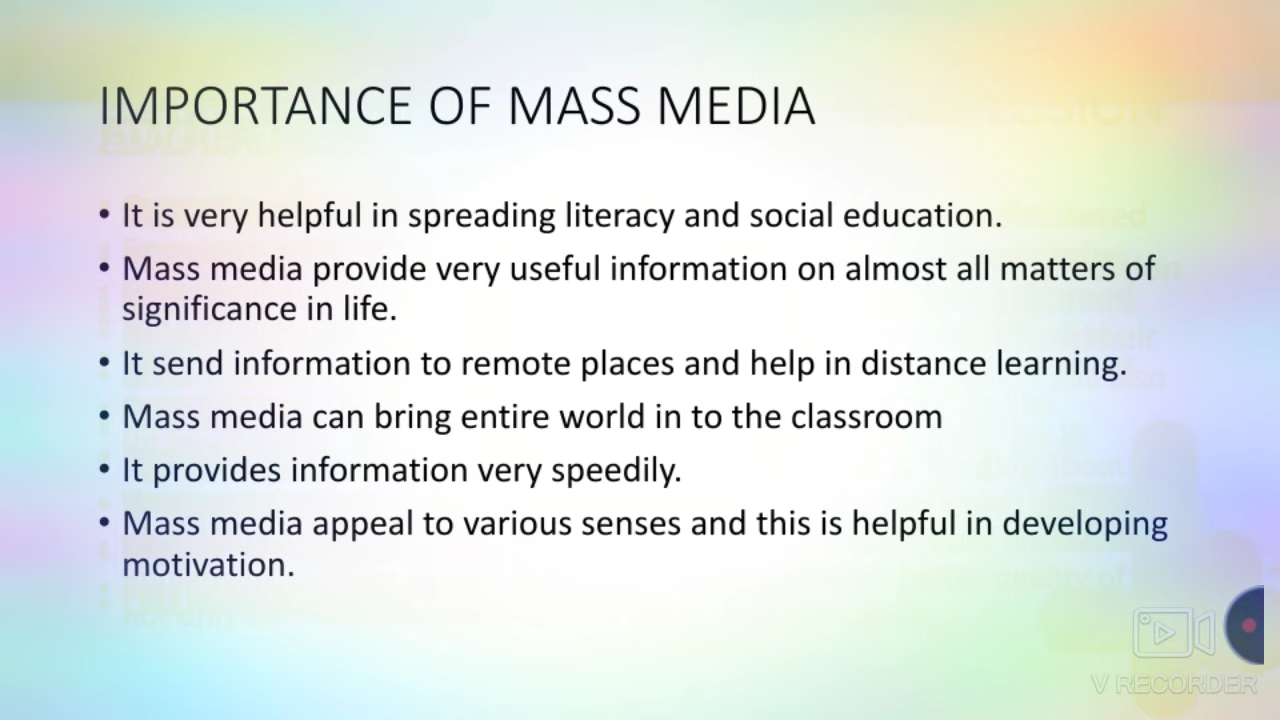 IMPORTANCE OF MASS MEDIA
• It is very helpful in spreading literacy and social education.
• Mass media provide very useful information on almost all matters of
significance in life.
• It send information to remote places and help in distance learning.
• Mass media can bring entire world in to the classroom
• It provides information very speedily.
• Mass media appeal to various senses and this is helpful in developing
motivation.
V RECORDER